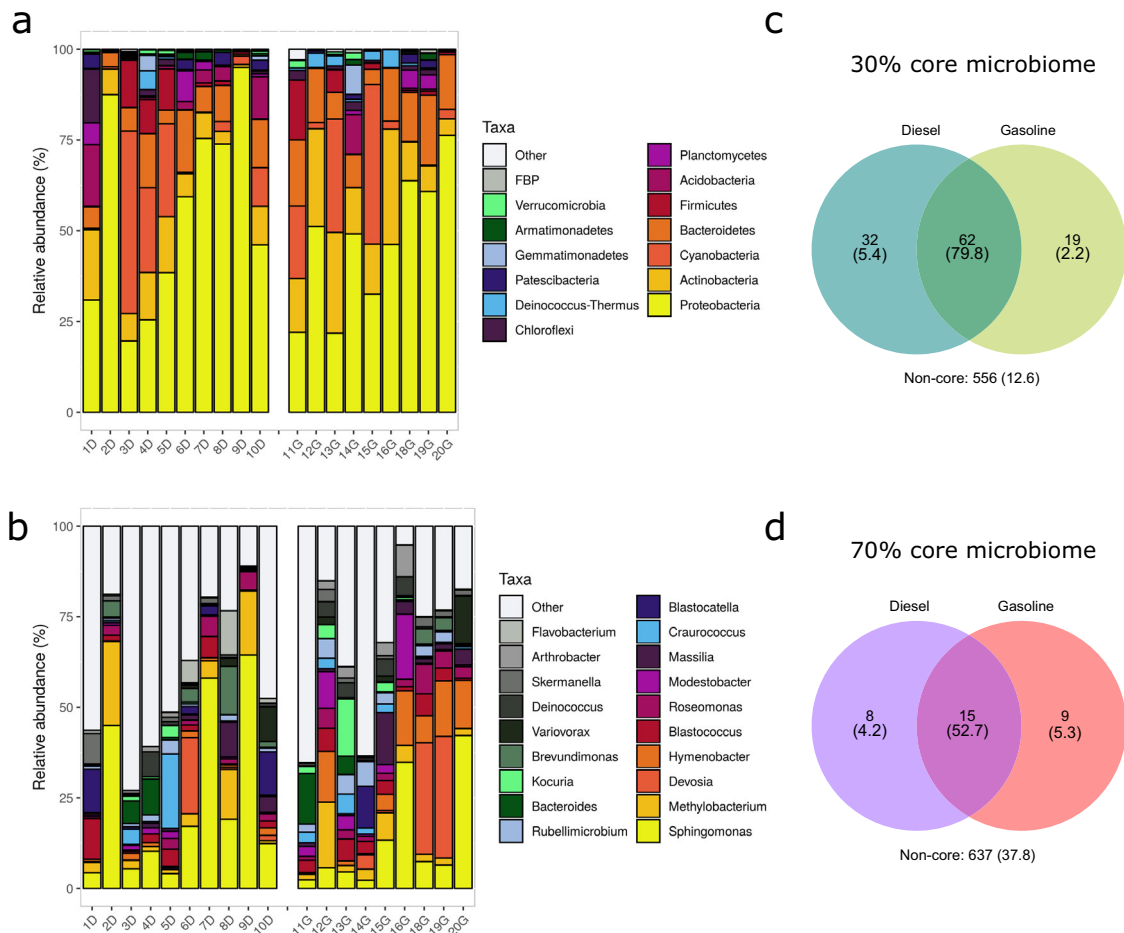 a
100
75
50
25
0
Relative abundance (%)
1D 2D 3D 4D 5D 6D 7D 8D 9D 10D 11G 12G 13G 14G 15G 16G 18G 19G 20G
Taxa
Other
FBP
Verrucomicrobia
Armatimonadetes
Gemmatimonadetes
Patescibacteria
Deinococcus-Thermus
Chloroflexi
Planctomycetes
Acidobacteria
Firmicutes
Bacteroidetes
Cyanobacteria
Actinobacteria
Proteobacteria
c
30% core microbiome
Diesel Gasoline
32 62 19
(5.4) (79.8) (2.2)
Non-core: 556 (12.6)
b
100
75
50
25
0
Relative abundance (%)
1D 2D 3D 4D 5D 6D 7D 8D 9D 10D 11G 12G 13G 14G 15G 16G 18G 19G 20G
Taxa
Other
Flavobacterium
Arthrobacter
Skermanella
Deinococcus
Variovorax
Brevundimonas
Kocuria
Bacteroides
Rubellimicrobium
Blastocatella
Craurococcus
Massilia
Modestobacter
Roseomonas
Blastococcus
Hymenobacter
Devosia
Methylobacterium
Sphingomonas
d
70% core microbiome
Diesel Gasoline
8 15 9
(4.2) (52.7) (5.3)
Non-core: 637 (37.8)